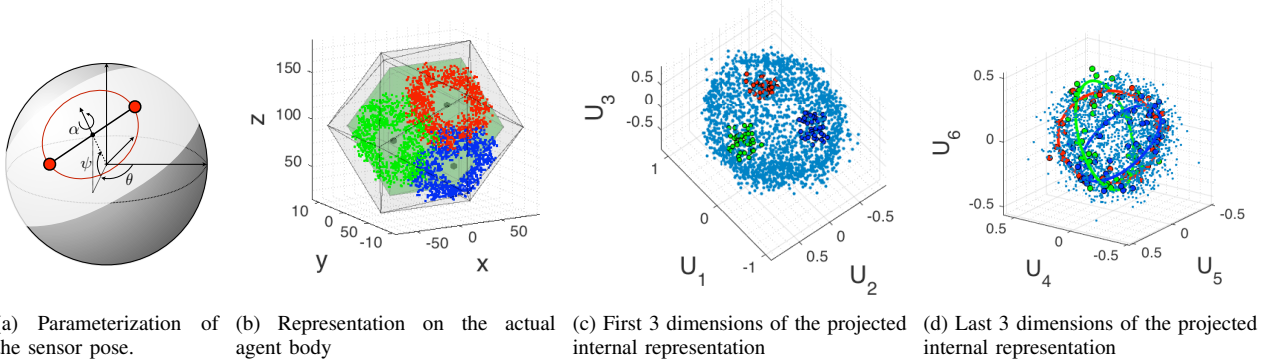 α
ψ
θ
z
150
100
50
10
0
50
-10
y
-50
0
50
x
U3
0.5
0
-0.5
1
0
-1
U1
0.5
0
-0.5
U2
U6
0.5
0
-0.5
0.5
0
-0.5
U4
0.5
0
-0.5
U5
a) Parameterization of
he sensor pose.
(b) Representation on the actual
agent body
(c) First 3 dimensions of the projected
internal representation
(d) Last 3 dimensions of the projected
internal representation